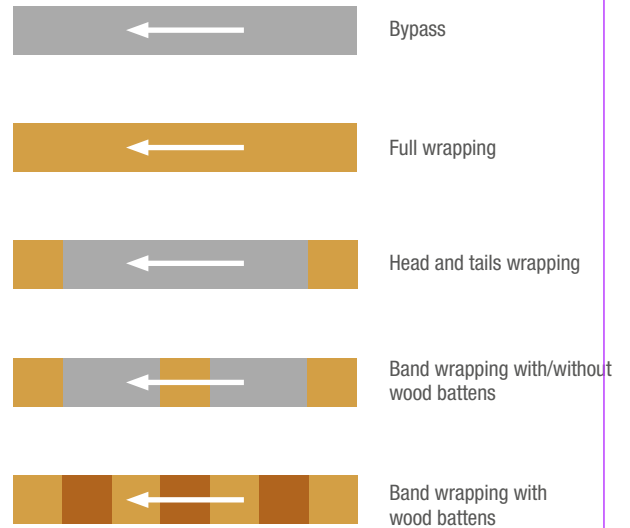 Bypass
Full wrapping
Head and tails wrapping
Band wrapping with/without
wood battens
Band wrapping with
wood battens